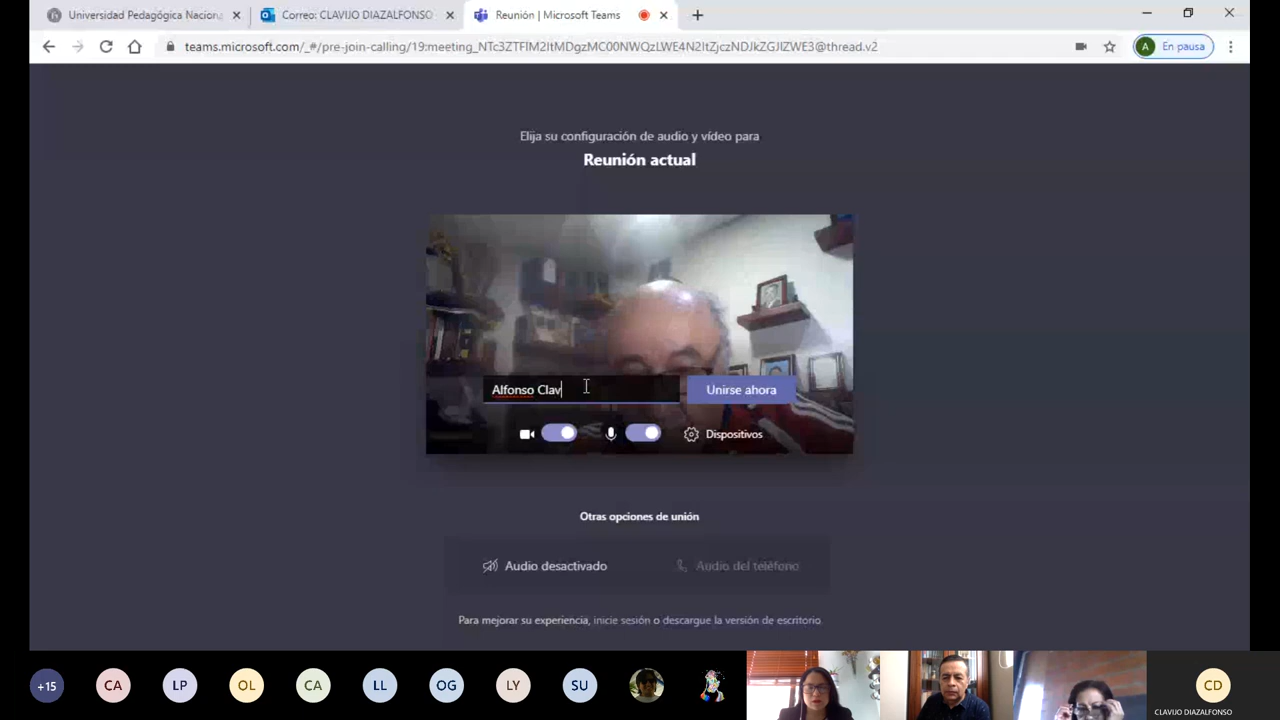 Universidad Pedagógica Nacion
Correo: CLAVIJO DIAZALFONSO
Reunión | Microsoft Teams
teams.microsoft.com/_#/pre-join-calling/19:meeting_NTc3ZTFlM2ItMDgzMC00NWQzLWE4N2ItZjczNDJkZGJlZWE3@thread.v2
A
En pausa
Elija su configuración de audio y vídeo para
Reunión actual
Alfonso Clav
Unirse ahora
Dispositivos
Otras opciones de unión
Audio desactivado
Audio del teléfono
Para mejorar su experiencia, inicie sesión o descargue la versión de escritorio.
+15
CA
LP
OL
CA
LL
OG
LY
SU
CD
CLAVIJO DIAZALFONSO